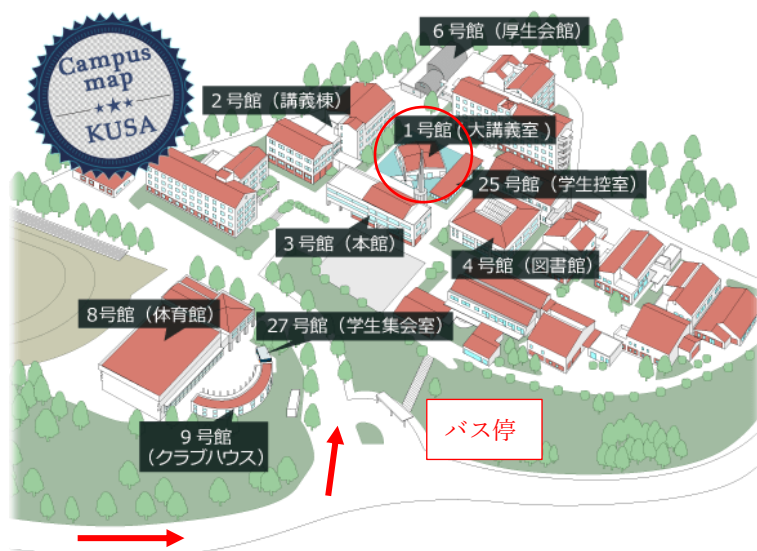 Campus
map
KUSA
6号館（厚生会館）
2号館（講義棟）
1号館(大講義室）
25号館（学生控室）
3号館（本館）
4号館（図書館）
8号館（体育館）
27号館（学生集会室）
9号館
（クラブハウス）
バス停